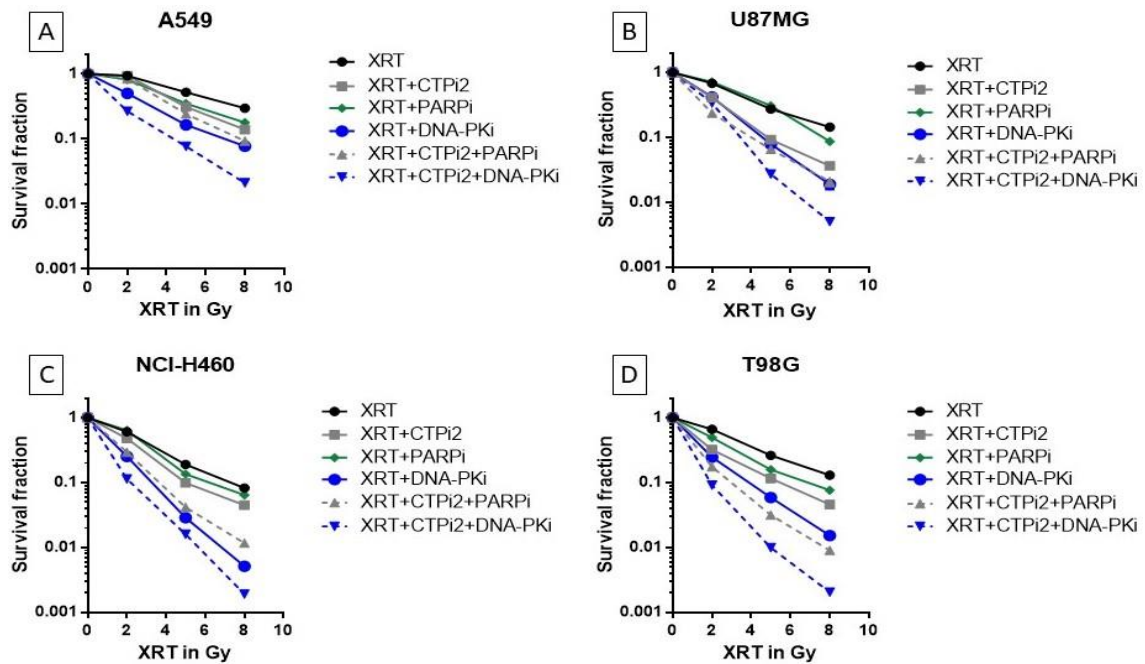 A
A549
Survival fraction
1
0.1
0.01
0.001
0 2 4 6 8 10
XRT in Gy
XRT
XRT+CTPi2
XRT+PARPi
XRT+DNA-PKi
XRT+CTPi2+PARPi
XRT+CTPi2+DNA-PKi
B
U87MG
Survival fraction
1
0.1
0.01
0.001
0 2 4 6 8 10
XRT in Gy
XRT
XRT+CTPi2
XRT+PARPi
XRT+DNA-PKi
XRT+CTPi2+PARPi
XRT+CTPi2+DNA-PKi
C
NCI-H460
Survival fraction
1
0.1
0.01
0.001
0 2 4 6 8 10
XRT in Gy
XRT
XRT+CTPi2
XRT+PARPi
XRT+DNA-PKi
XRT+CTPi2+PARPi
XRT+CTPi2+DNA-PKi
D
T98G
Survival fraction
1
0.1
0.01
0.001
0 2 4 6 8 10
XRT in Gy
XRT
XRT+CTPi2
XRT+PARPi
XRT+DNA-PKi
XRT+CTPi2+PARPi
XRT+CTPi2+DNA-PKi